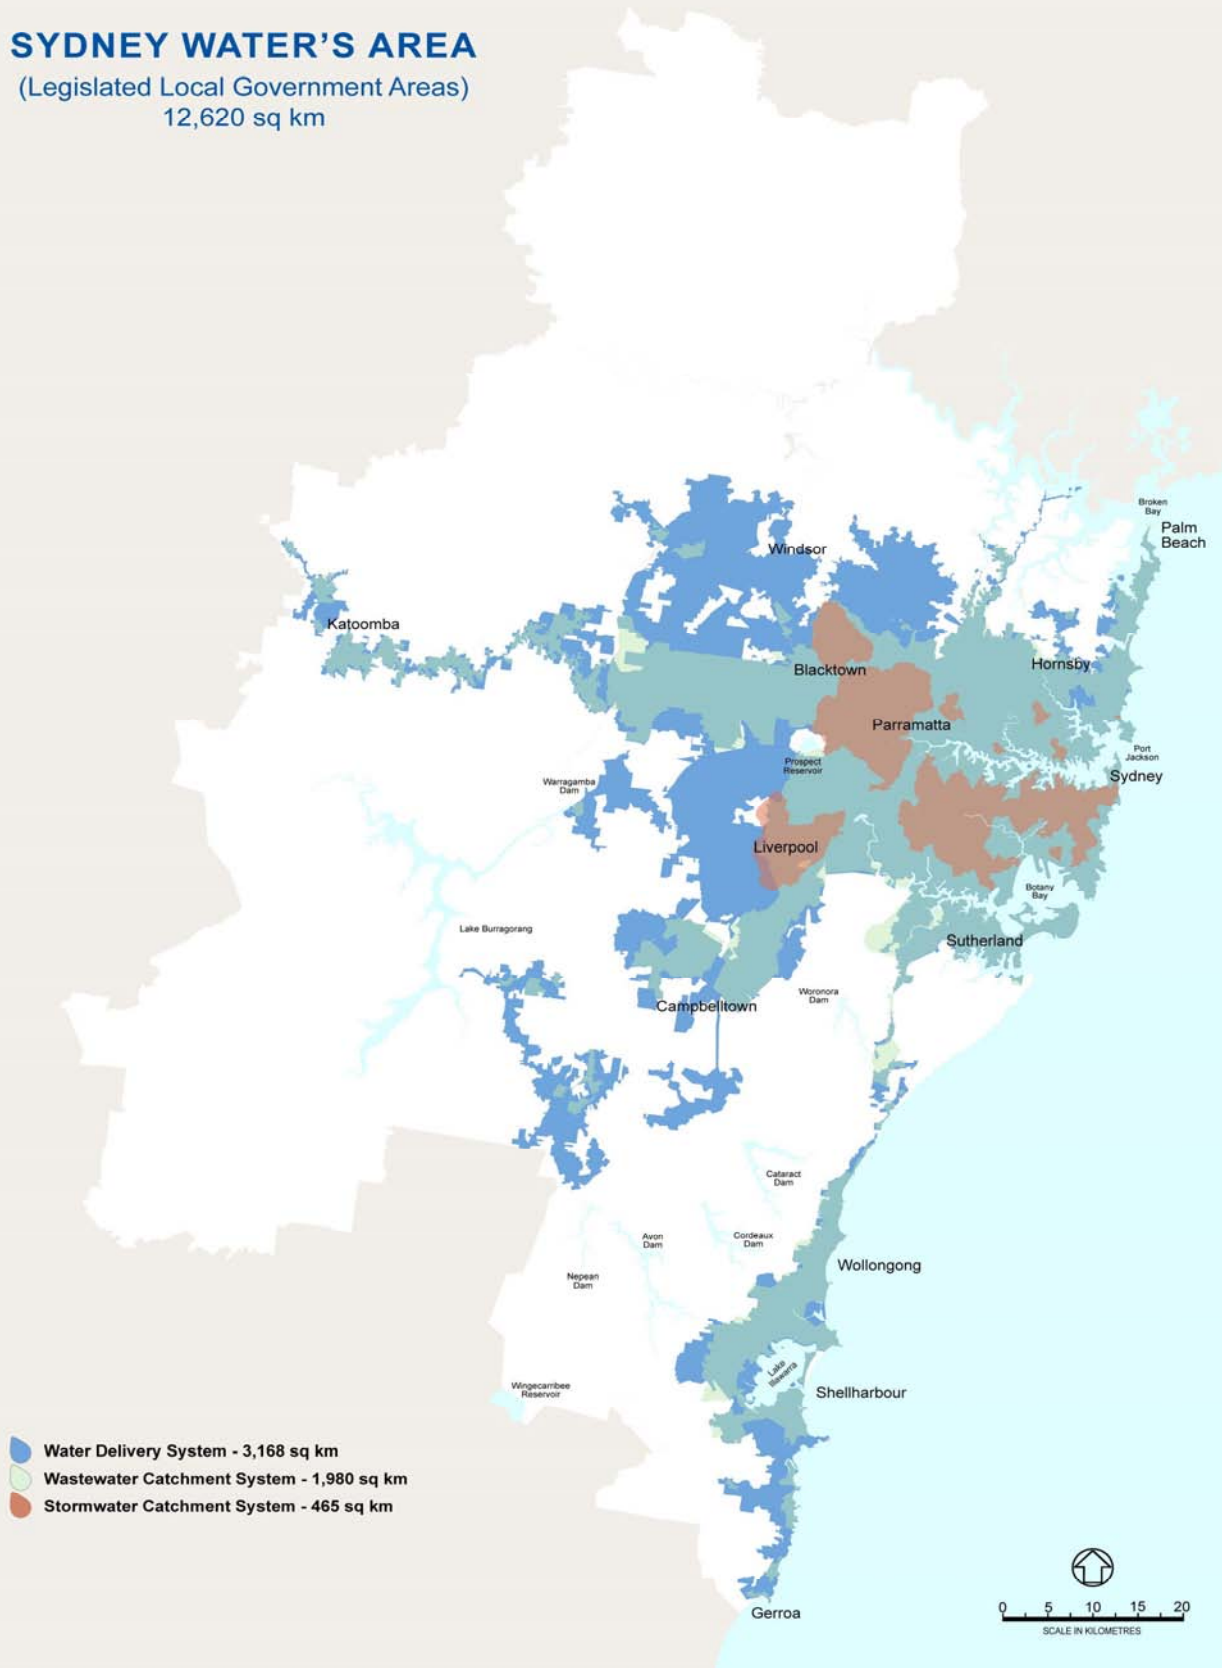 SYDNEY WATER'S AREA
(Legislated Local Government Areas)
12,620 sq km
Broken
Bay
Palm
Beach
Windsor
Katoomba
Hornsby
Blacktown
Parramatta
Port
Jackson
Sydney
Prospect
Reservoir
Warragamba
Dam
Liverpool
Botany
Bay
Lake Burragorang
Sutherland
Woronora
Dam
Campbelltown
Cataract
Dam
Avon
Dam
Cordeaux
Dam
Wollongong
Nepean
Dam
Lake
Illawarra
Wingecarribee
Reservoir
Shellharbour
Water Delivery System - 3,168 sq km
Wastewater Catchment System - 1,980 sq km
Stormwater Catchment System - 465 sq km
Gerroa
0 5 10 15 20
SCALE IN KILOMETRES